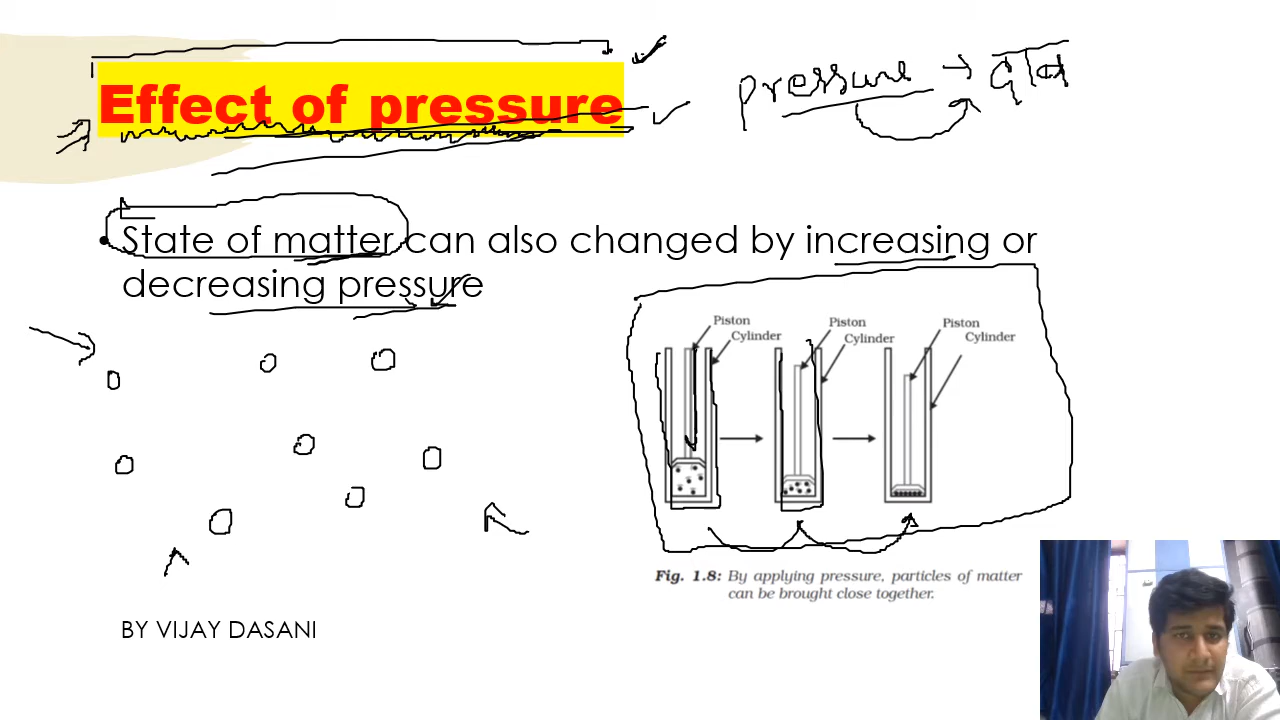 Effect of pressure
pressure → दाब
• State of matter can also changed by increasing or
decreasing pressure
Piston
Cylinder
Piston
Cylinder
Piston
Cylinder
Fig. 1.8: By applying pressure, particles of matter
can be brought close together.
BY VIJAY DASANI